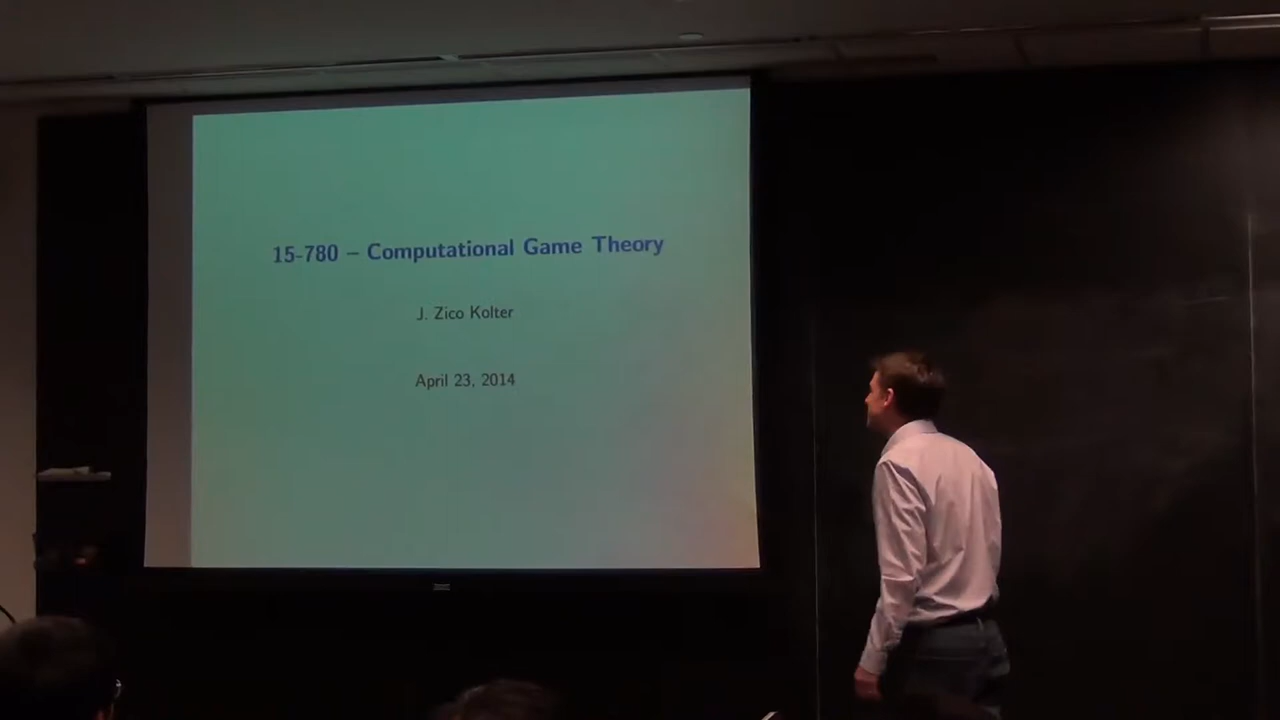 15-780 – Computational Game Theory
J. Zico Kolter
April 23, 2014